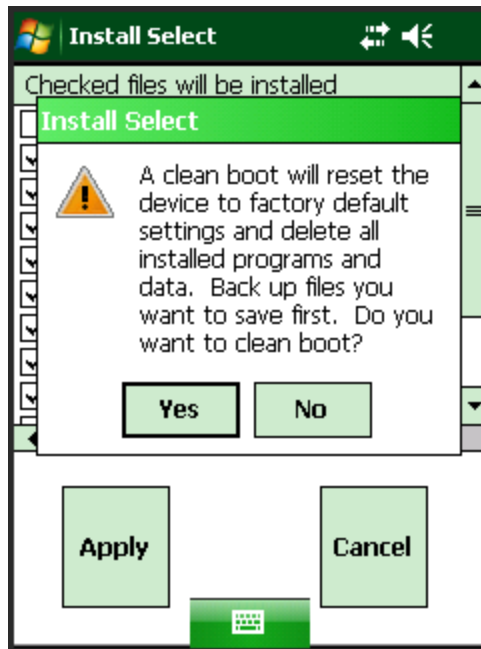 Install Select
Checked files will be installed
Install Select
A clean boot will reset the
device to factory default
settings and delete all
installed programs and
data.  Back up files you
want to save first.  Do you
want to clean boot?
Yes No
Apply Cancel